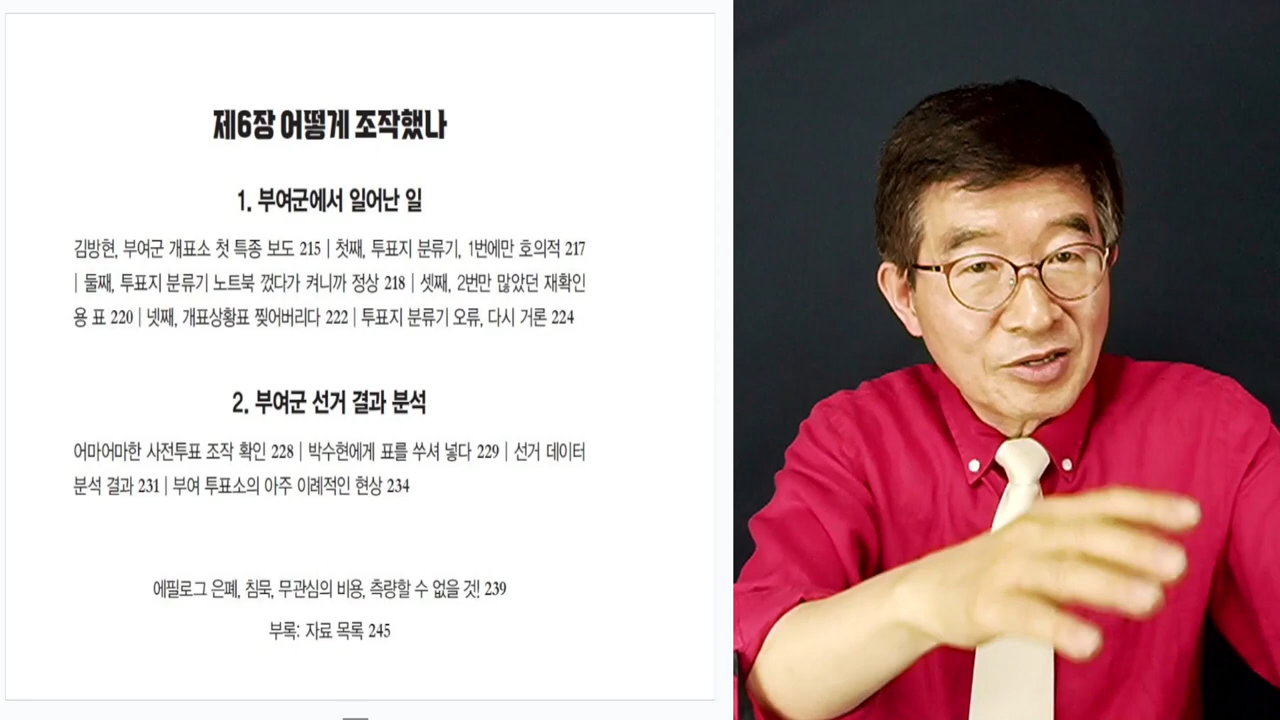 제6장 어떻게 조작했나
1. 부여군에서 일어난 일
김방현, 부여군 개표소 첫 특종 보도 215 | 첫째, 투표지 분류기, 1번에만 호의적 217
| 둘째, 투표지 분류기 노트북 껐다가 켜니까 정상 218 | 셋째, 2번만 많았던 재확인
용 표 220 | 넷째, 개표상황표 찢어버리다 222 | 투표지 분류기 오류, 다시 거론 224
2. 부여군 선거 결과 분석
어마어마한 사전투표 조작 확인 228 | 박수현에게 표를 쑤셔 넣다 229 | 선거 데이터
분석 결과 231 | 부여 투표소의 아주 이례적인 현상 234
에필로그 은폐, 침묵, 무관심의 비용, 측량할 수 없을 것! 239
부록: 자료 목록 245